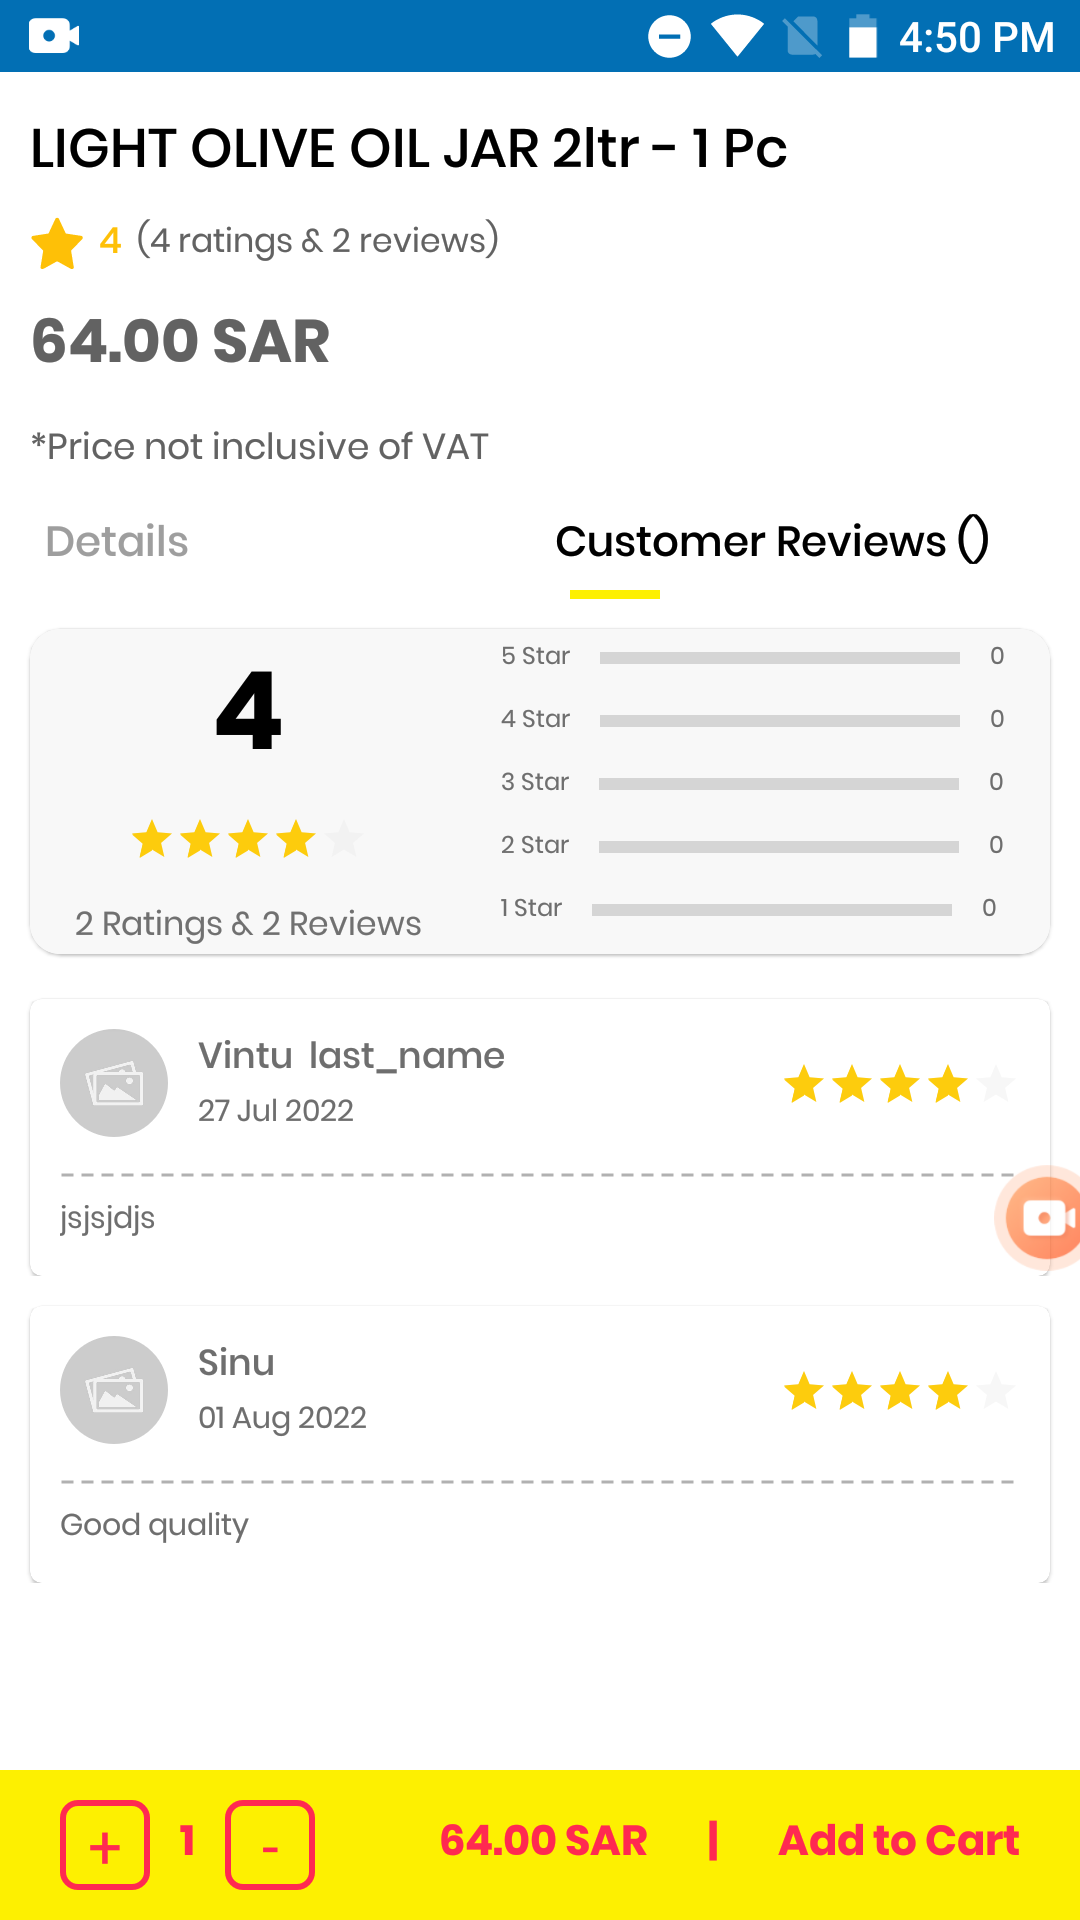 4:50 PM
LIGHT OLIVE OIL JAR 2ltr - 1 Pc
4 (4 ratings & 2 reviews)
64.00 SAR
*Price not inclusive of VAT
Details Customer Reviews ()
4
5 Star 0
4 Star 0
3 Star 0
2 Star 0
1 Star 0
2 Ratings & 2 Reviews
Vintu last_name
27 Jul 2022
jsjsjdjs
Sinu
01 Aug 2022
Good quality
+ 1 - 64.00 SAR | Add to Cart